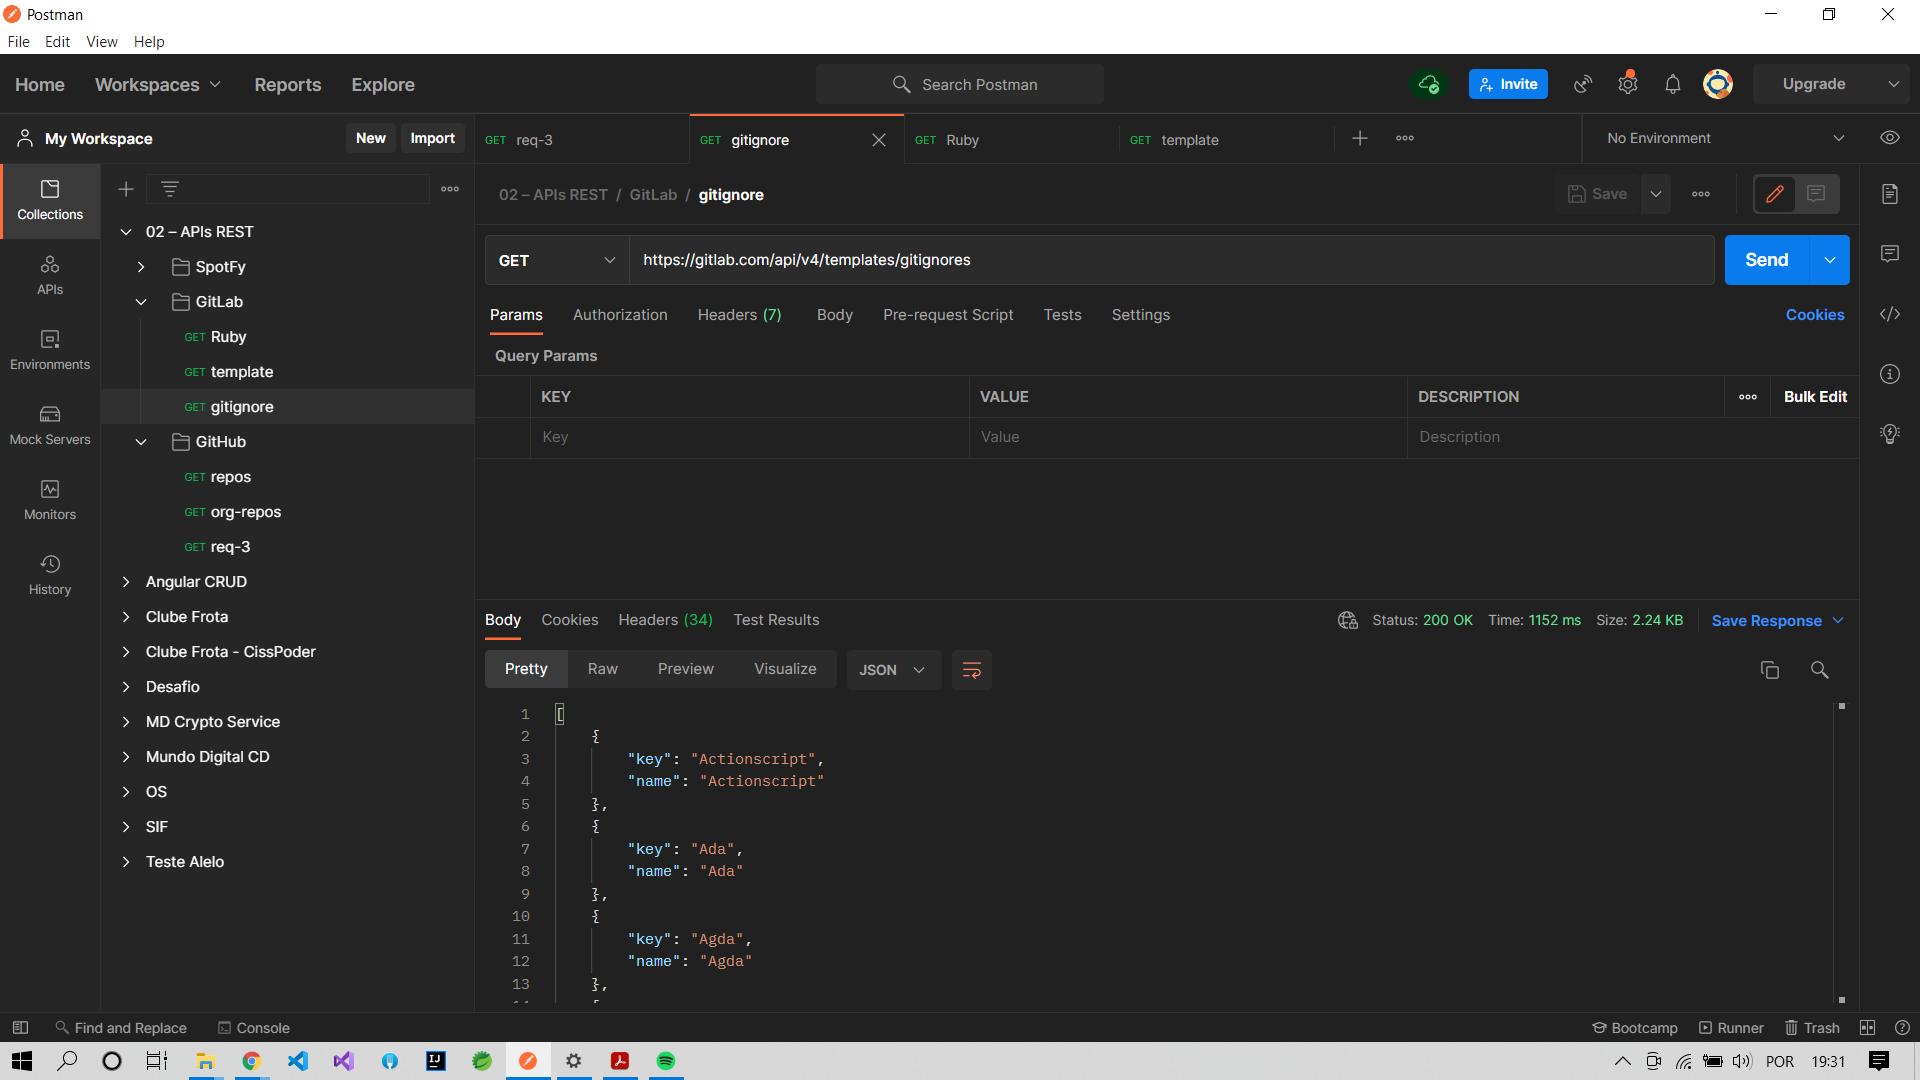 Postman
File Edit View Help
Home Workspaces Reports Explore Search Postman Invite Upgrade
My Workspace New Import
GET req-3 GET gitignore GET Ruby GET template No Environment
Collections
APIs
Environments
Mock Servers
Monitors
History
02 – APIs REST
SpotFy
GitLab
GET Ruby
GET template
GET gitignore
GitHub
GET repos
GET org-repos
GET req-3
Angular CRUD
Clube Frota
Clube Frota - CissPoder
Desafio
MD Crypto Service
Mundo Digital CD
OS
SIF
Teste Alelo
02 – APIs REST / GitLab / gitignore Save
GET https://gitlab.com/api/v4/templates/gitignores Send
Params Authorization Headers (7) Body Pre-request Script Tests Settings Cookies
Query Params
KEY VALUE DESCRIPTION Bulk Edit
Key Value Description
Body Cookies Headers (34) Test Results Status: 200 OK Time: 1152 ms Size: 2.24 KB Save Response
Pretty Raw Preview Visualize JSON
1 [
2 {
3 "key": "Actionscript",
4 "name": "Actionscript"
5 },
6 {
7 "key": "Ada",
8 "name": "Ada"
9 },
10 {
11 "key": "Agda",
12 "name": "Agda"
13 },
Find and Replace Console Bootcamp Runner Trash
POR 19:31